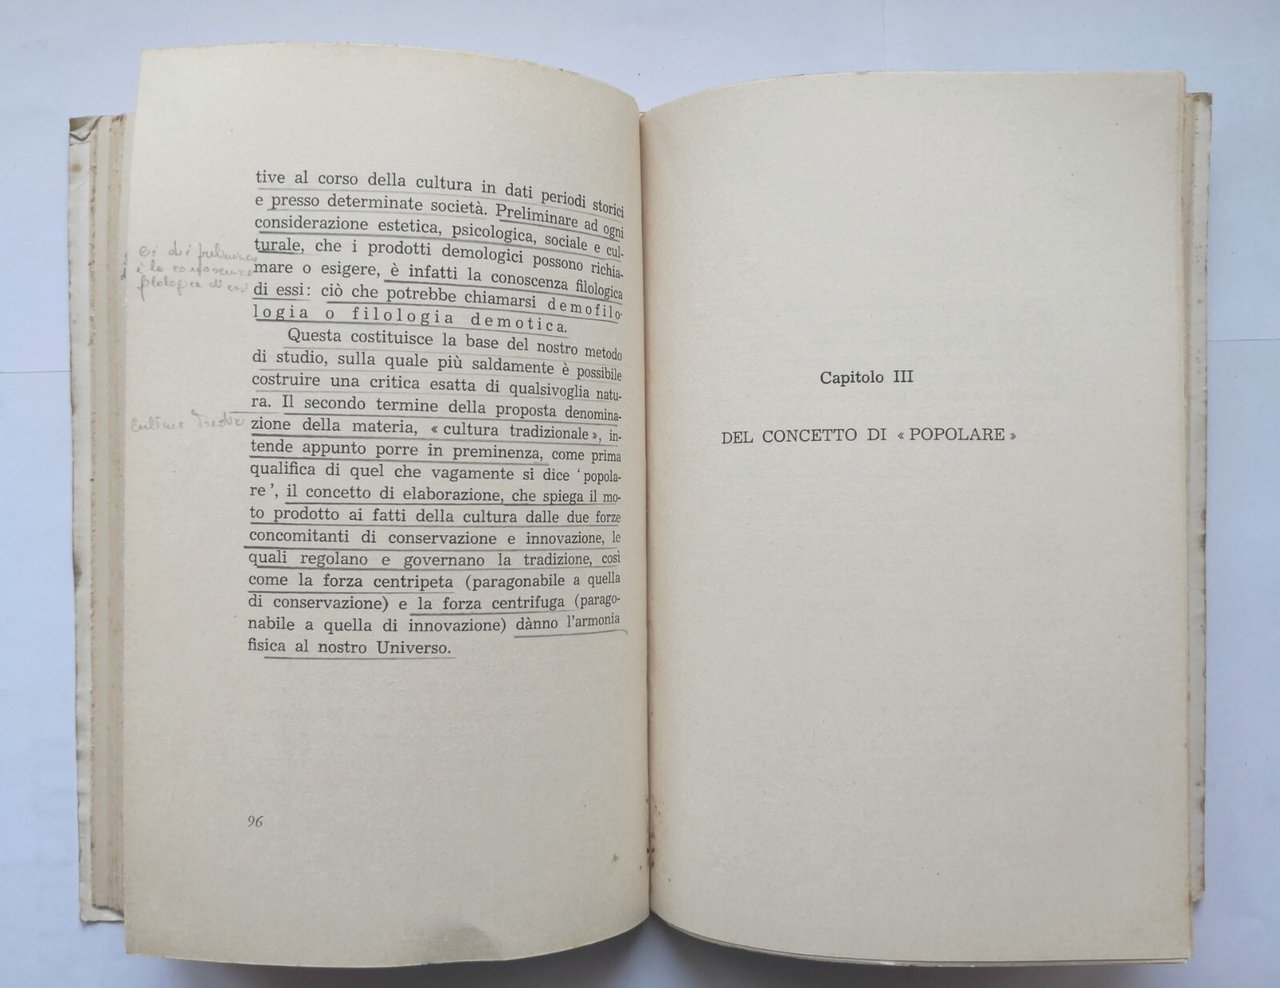 tive al corso della cultura in dati periodi storici
e presso determinate società. Preliminare ad ogni
considerazione estetica, psicologica, sociale e cul-
turale, che i prodotti demologici possono richia-
mare o esigere, è infatti la conoscenza filologica
di essi: ciò che potrebbe chiamarsi demofilo-
logia o filologia demotica.
Questa costituisce la base del nostro metodo
di studio, sulla quale più saldamente è possibile
costruire una critica esatta di qualsivoglia natu-
ra. Il secondo termine della proposta denomina-
zione della materia, « cultura tradizionale », in-
tende appunto porre in preminenza, come prima
qualifica di quel che vagamente si dice ' popola-
re ', il concetto di elaborazione, che spiega il mo-
to prodotto ai fatti della cultura dalle due forze
concomitanti di conservazione e innovazione, le
quali regolano e governano la tradizione, così
come la forza centripeta (paragonabile a quella
di conservazione) e la forza centrifuga (parago-
nabile a quella di innovazione) dànno l'armonia
fisica al nostro Universo.
96
è la conoscenza
filologica di essi
Capitolo III
DEL CONCETTO DI « POPOLARE »